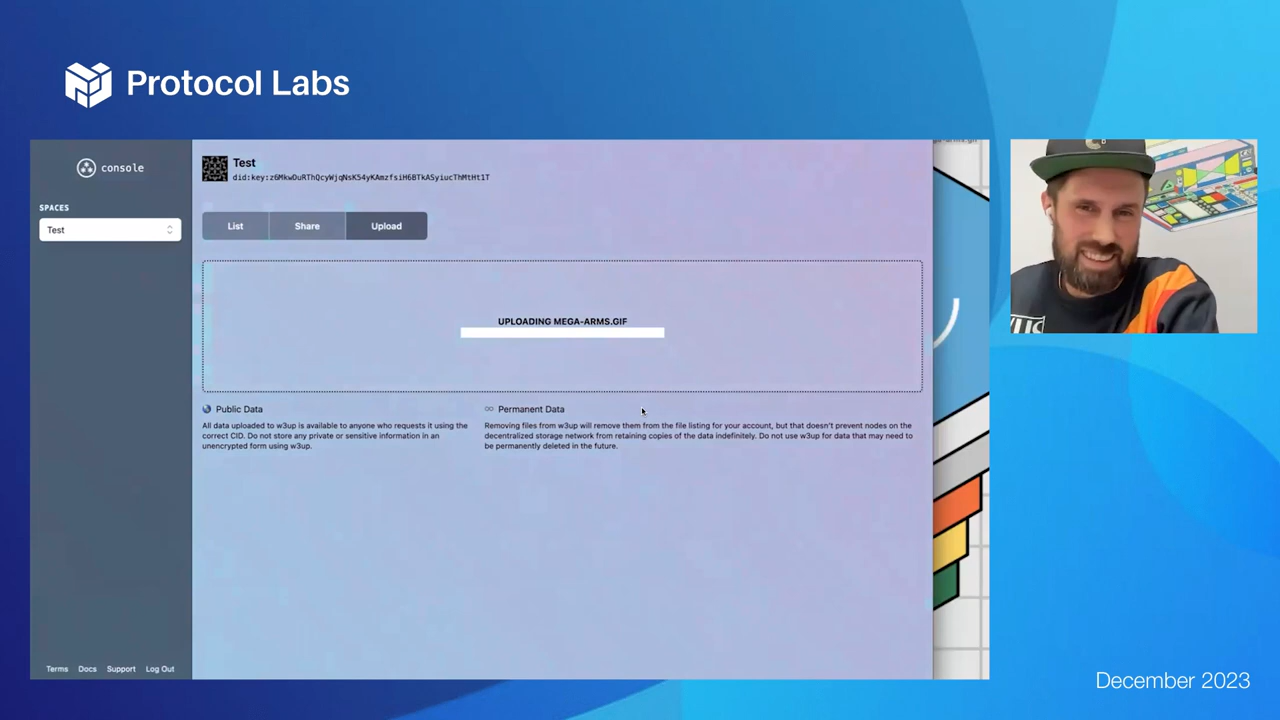 Protocol Labs
console
SPACES
Test
Test
did:key:z6MkwDuRThQcyWjqNsK54yKAmzfsiH6BTkASyiucThMtHt1T
List
Share
Upload
UPLOADING MEGA-ARMS.GIF
Public Data
All data uploaded to w3up is available to anyone who requests it using the
correct CID. Do not store any private or sensitive information in an
unencrypted form using w3up.
Permanent Data
Removing files from w3up will remove them from the file listing for your account, but that doesn't prevent nodes on the
decentralized storage network from retaining copies of the data indefinitely. Do not use w3up for data that may need to
be permanently deleted in the future.
Terms
Docs
Support
Log Out
December 2023